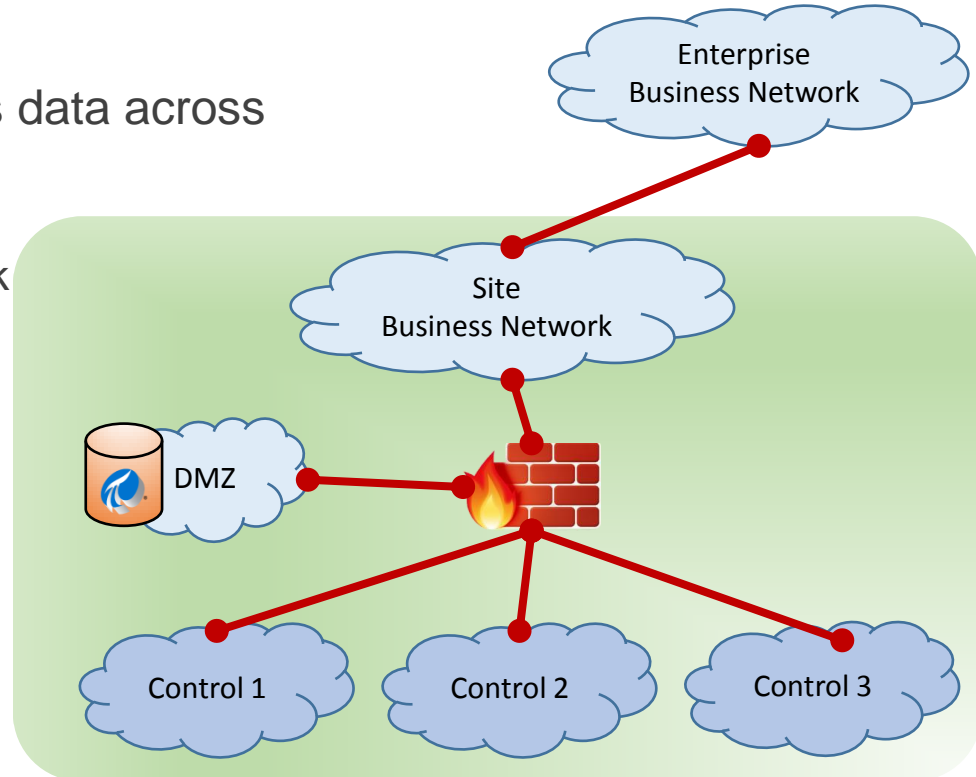 s data across
k
Enterprise
Business Network
Site
Business Network
DMZ
Control 1
Control 2
Control 3